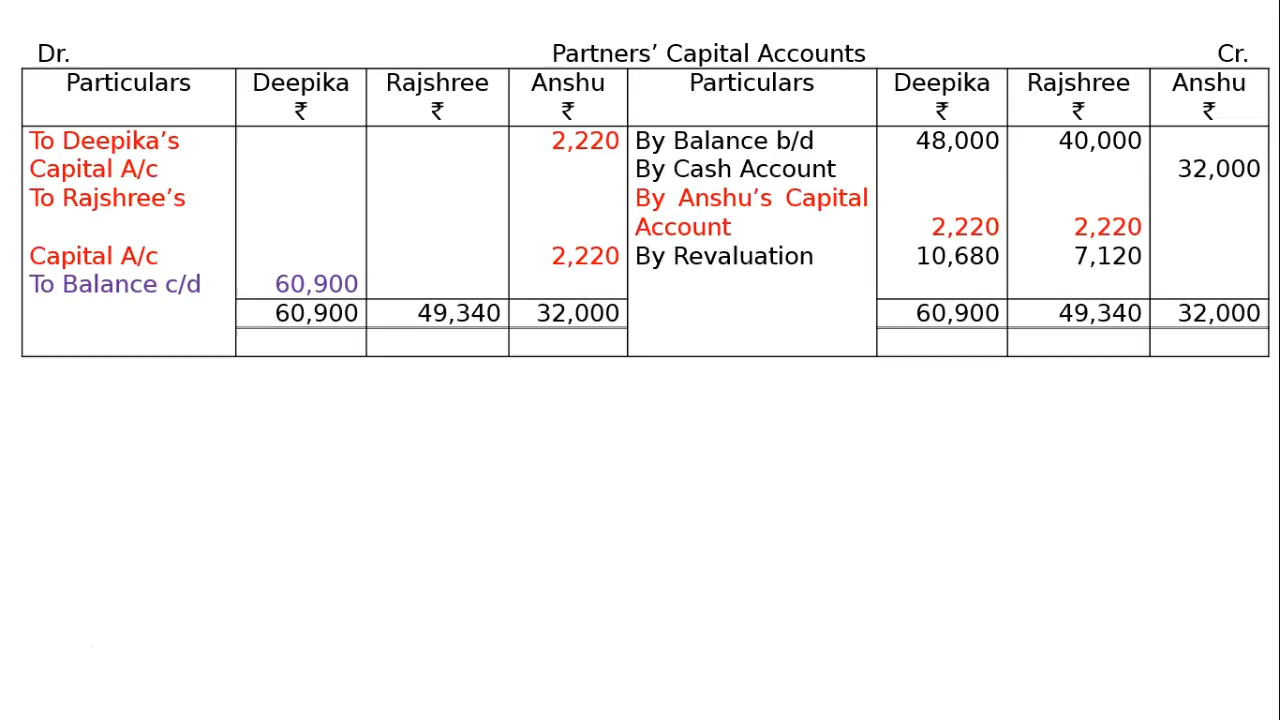 Dr. Partners’ Capital Accounts Cr.
Particulars Deepika Rajshree Anshu Particulars Deepika Rajshree Anshu
₹ ₹ ₹ ₹ ₹ ₹
To Deepika’s 2,220 By Balance b/d 48,000 40,000
Capital A/c By Cash Account 32,000
To Rajshree’s By Anshu’s Capital
Account 2,220 2,220
Capital A/c 2,220 By Revaluation 10,680 7,120
To Balance c/d 60,900
60,900 49,340 32,000 60,900 49,340 32,000